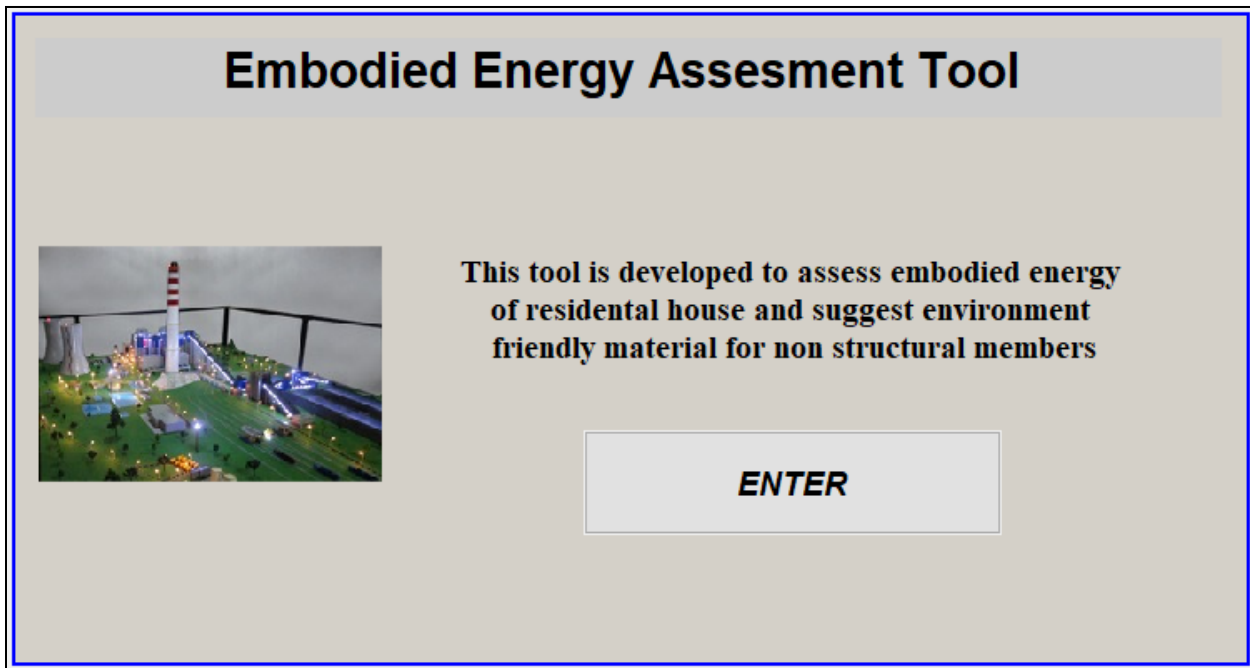 Embodied Energy Assesment Tool
This tool is developed to assess embodied energy
of residental house and suggest environment
friendly material for non structural members
ENTER